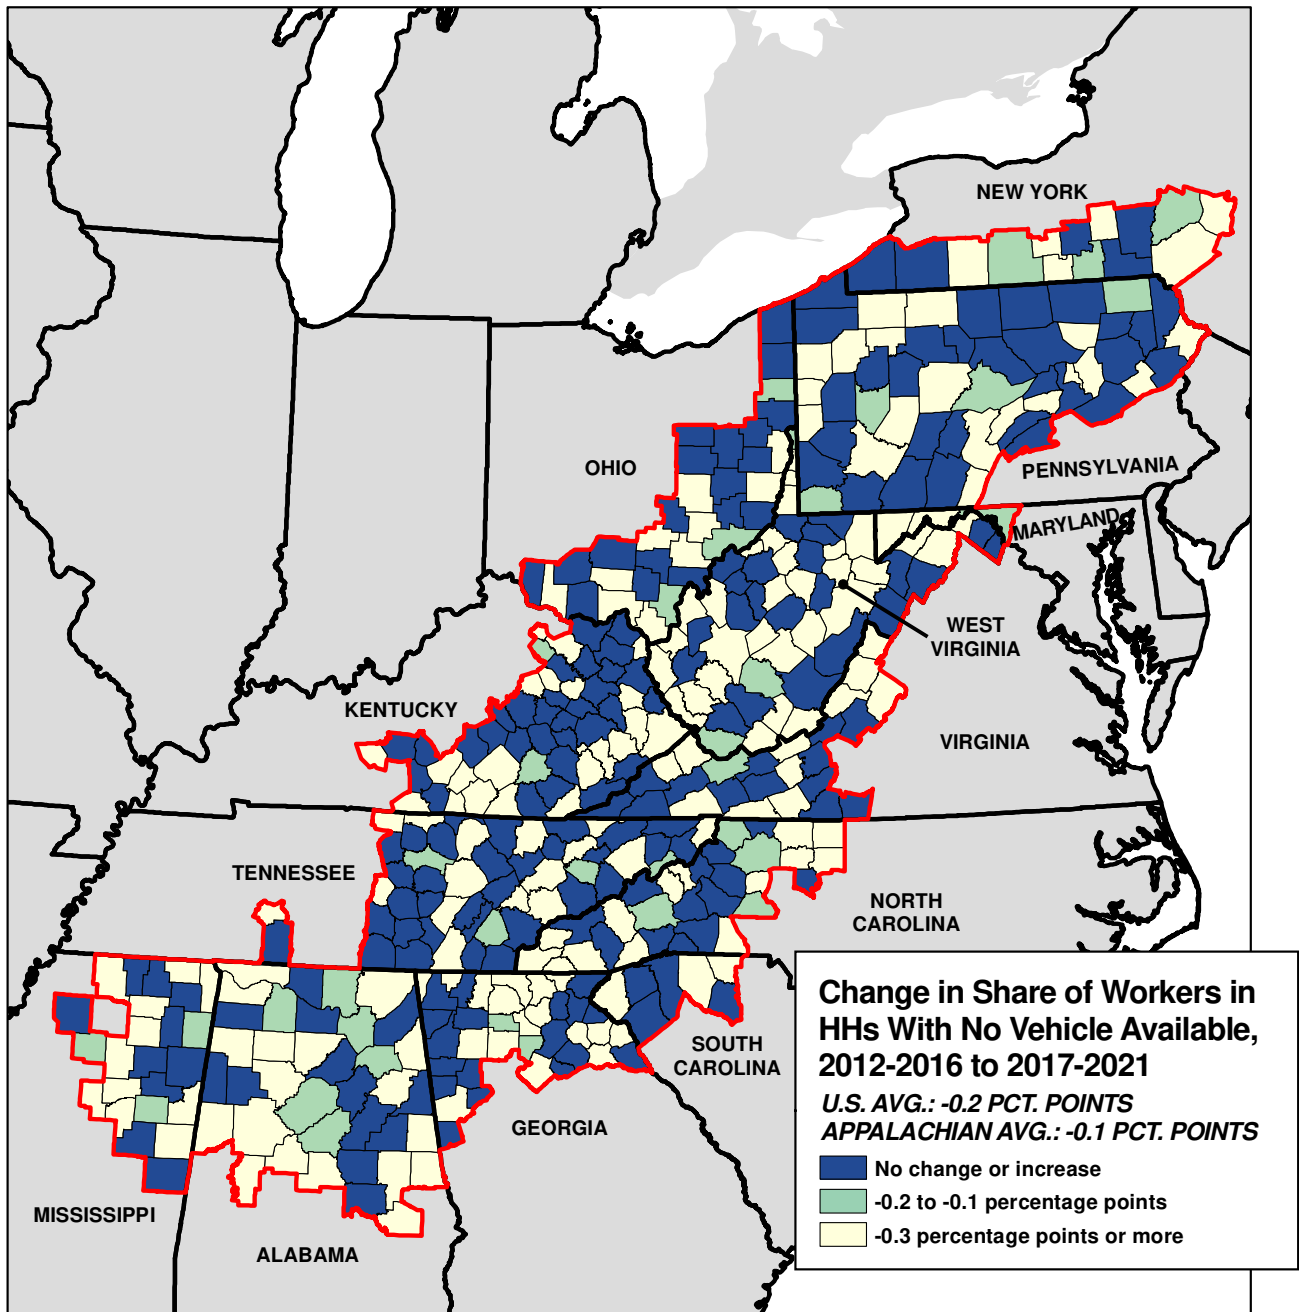 NEW YORK
OHIO
PENNSYLVANIA
MARYLAND
WEST
VIRGINIA
KENTUCKY
VIRGINIA
TENNESSEE
NORTH
CAROLINA
SOUTH
CAROLINA
GEORGIA
MISSISSIPPI
ALABAMA
Change in Share of Workers in
HHs With No Vehicle Available,
2012-2016 to 2017-2021
U.S. AVG.: -0.2 PCT. POINTS
APPALACHIAN AVG.: -0.1 PCT. POINTS
No change or increase
-0.2 to -0.1 percentage points
-0.3 percentage points or more